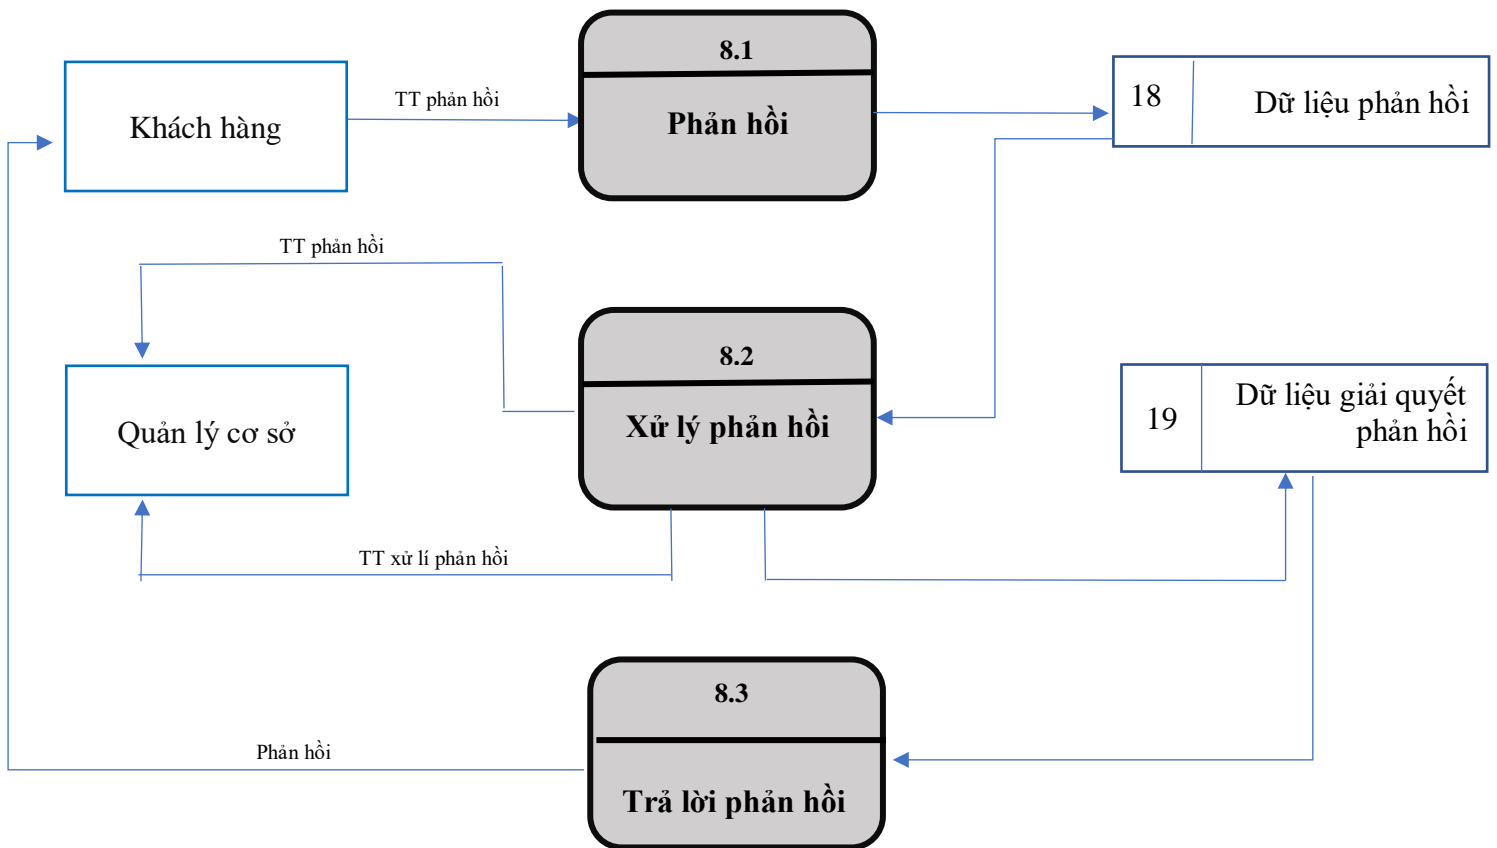 8.1
Khách hàng
TT phản hồi
Phản hồi
18
Dữ liệu phản hồi
TT phản hồi
8.2
Quản lý cơ sở
Xử lý phản hồi
19
Dữ liệu giải quyết
phản hồi
TT xử lí phản hồi
8.3
Phản hồi
Trả lời phản hồi